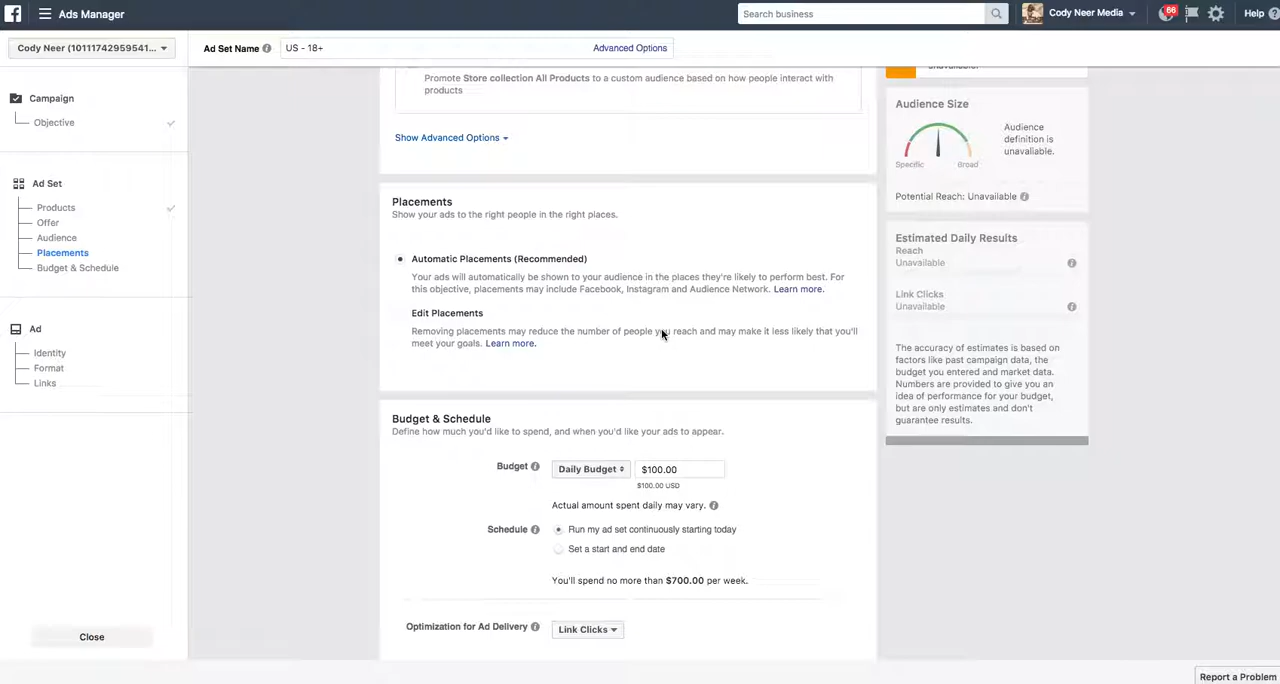 Ads Manager
Search business
Cody Neer Media
66
Help
Cody Neer (10111742959541...
Ad Set Name
US - 18+
Advanced Options
Campaign
Objective
Ad Set
Products
Offer
Audience
Placements
Budget & Schedule
Ad
Identity
Format
Links
Close
Promote Store collection All Products to a custom audience based on how people interact with
products
Show Advanced Options
Placements
Show your ads to the right people in the right places.
Automatic Placements (Recommended)
Your ads will automatically be shown to your audience in the places they're likely to perform best. For
this objective, placements may include Facebook, Instagram and Audience Network. Learn more.
Edit Placements
Removing placements may reduce the number of people you reach and may make it less likely that you'll
meet your goals. Learn more.
Budget & Schedule
Define how much you'd like to spend, and when you'd like your ads to appear.
Budget
Daily Budget
$100.00
$100.00 USD
Actual amount spent daily may vary.
Schedule
Run my ad set continuously starting today
Set a start and end date
You'll spend no more than $700.00 per week.
Optimization for Ad Delivery
Link Clicks
unavailable.
Audience Size
Audience
definition is
unavailable.
Specific
Broad
Potential Reach: Unavailable
Estimated Daily Results
Reach
Unavailable
Link Clicks
Unavailable
The accuracy of estimates is based on
factors like past campaign data, the
budget you entered and market data.
Numbers are provided to give you an
idea of performance for your budget,
but are only estimates and don't
guarantee results.
Report a Problem